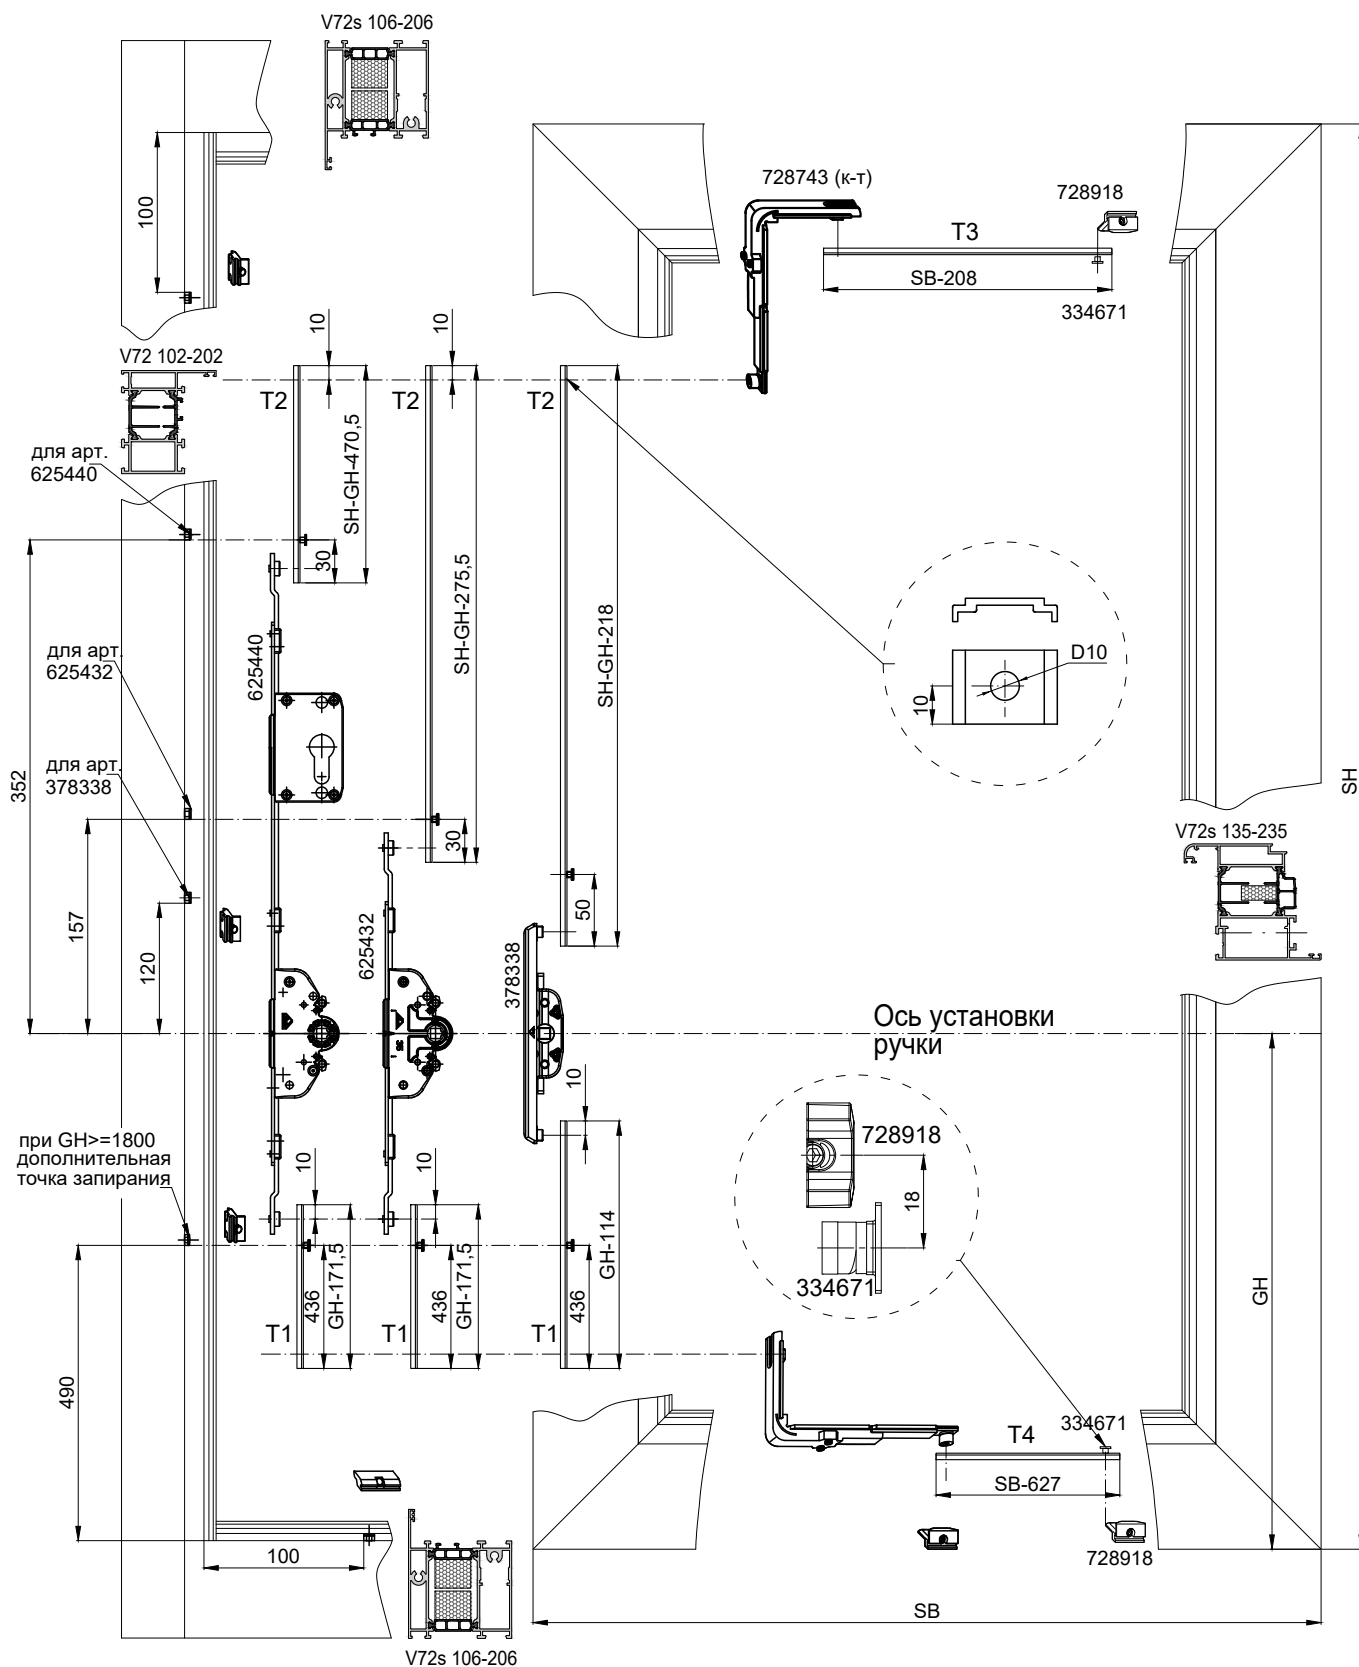 V72s 106-206
728743 (к-т)
728918
100
T3
SB-208
334671
10
10
V72 102-202
T2
T2
T2
для арт.
625440
SH-GH-470,5
30
SH-GH-275,5
SH-GH-218
625440
для арт.
625432
D10
10
352
для арт.
378338
SH
V72s 135-235
30
157
50
120
625432
378338
Ось установки
ручки
10
при GH>=1800
дополнительная
точка запирания
728918
10
10
18
GH-171,5
436
GH-171,5
436
GH-114
436
334671
GH
T1
T1
T1
490
334671
T4
SB-627
100
728918
SB
V72s 106-206
36